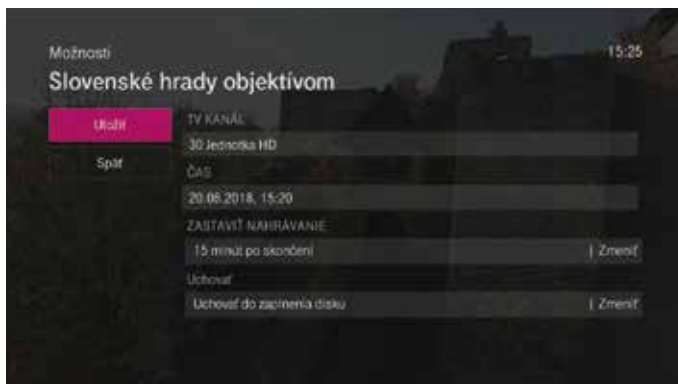 Možnosti
15:25
Slovenské hrady objektívom
Uložiť
Späť
TV KANÁL
30 Jednotka HD
ČAS
20.06.2018, 15:20
ZASTAVIŤ NAHRÁVANIE
15 minút po skončení | Zmeniť
Uchovať
Uchovať do zaplnenia disku | Zmeniť